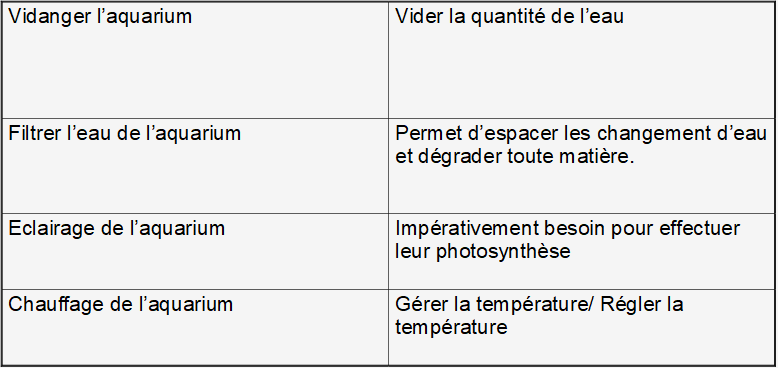 Vidanger l’aquarium
Vider la quantité de l’eau
Filtrer l’eau de l’aquarium
Permet d’espacer les changement d’eau
et dégrader toute matière.
Eclairage de l’aquarium
Impérativement besoin pour effectuer
leur photosynthèse
Chauffage de l’aquarium
Gérer la température/ Régler la
température